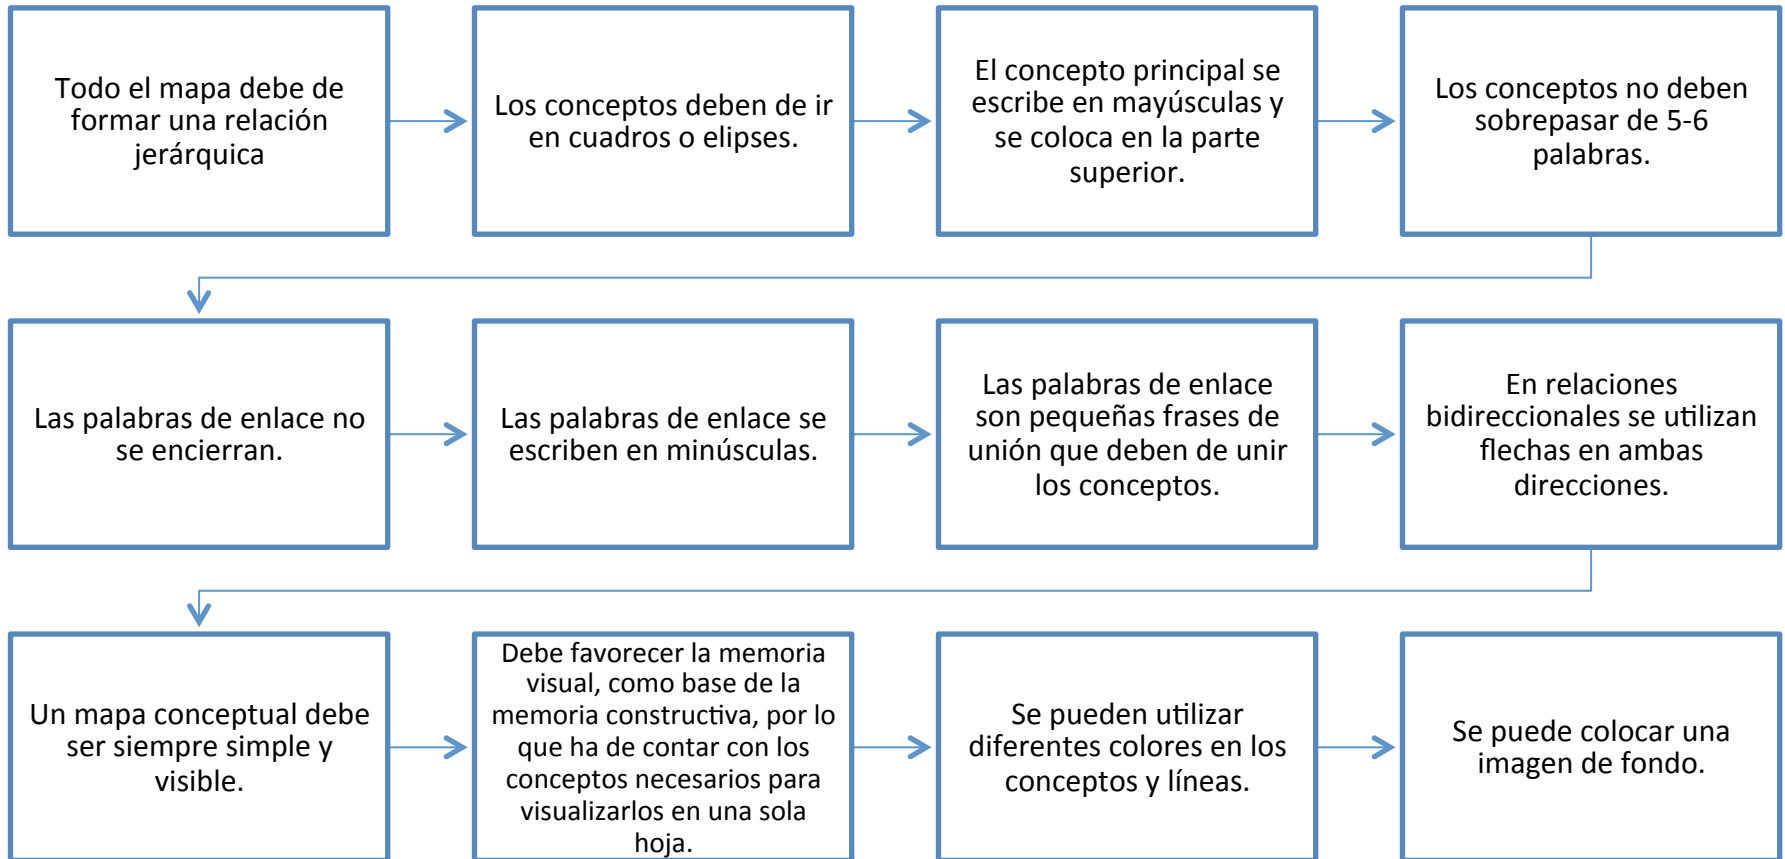 Todo el mapa debe de
formar una relación
jerárquica
Los conceptos deben de ir
en cuadros o elipses.
El concepto principal se
escribe en mayúsculas y
se coloca en la parte
superior.
Los conceptos no deben
sobrepasar de 5-6
palabras.
Las palabras de enlace no
se encierran.
Las palabras de enlace se
escriben en minúsculas.
Las palabras de enlace
son pequeñas frases de
unión que deben de unir
los conceptos.
En relaciones
bidireccionales se utilizan
flechas en ambas
direcciones.
Un mapa conceptual debe
ser siempre simple y
visible.
Debe favorecer la memoria
visual, como base de la
memoria constructiva, por lo
que ha de contar con los
conceptos necesarios para
visualizarlos en una sola
hoja.
Se pueden utilizar
diferentes colores en los
conceptos y líneas.
Se puede colocar una
imagen de fondo.